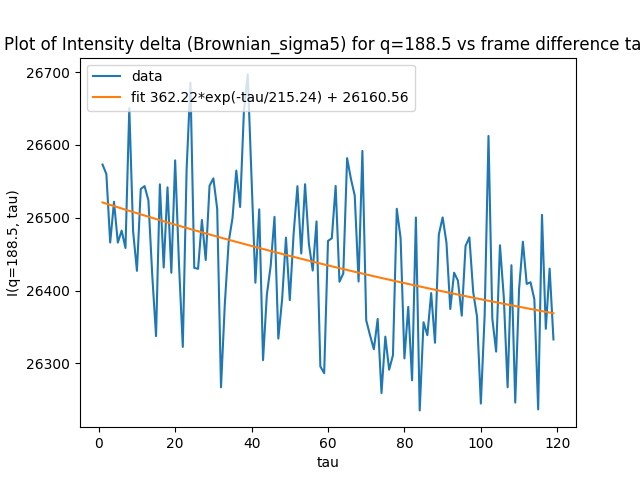 Plot of Intensity delta (Brownian_sigma5) for q=188.5 vs frame difference ta
data
fit 362.22*exp(-tau/215.24) + 26160.56
I(q=188.5, tau)
26700
26600
26500
26400
26300
0
20
40
60
80
100
120
tau